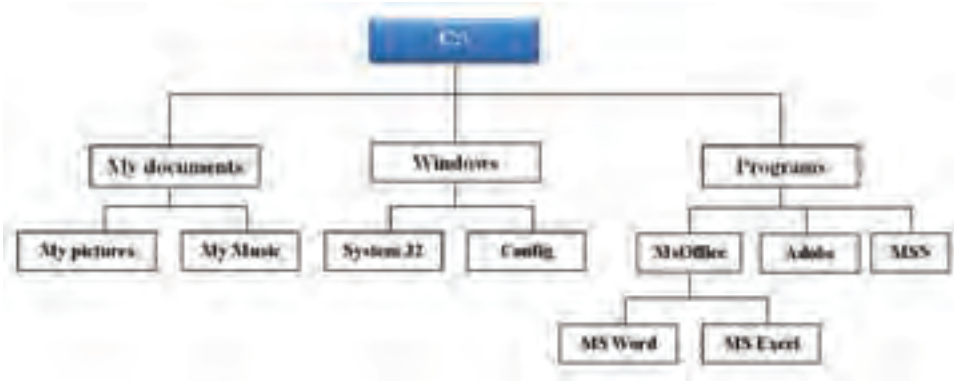 C:\
My documents
Windows
Programs
My pictures
My Music
System 32
Config
MsOffice
Adobe
MSN
MS Word
MS Excel